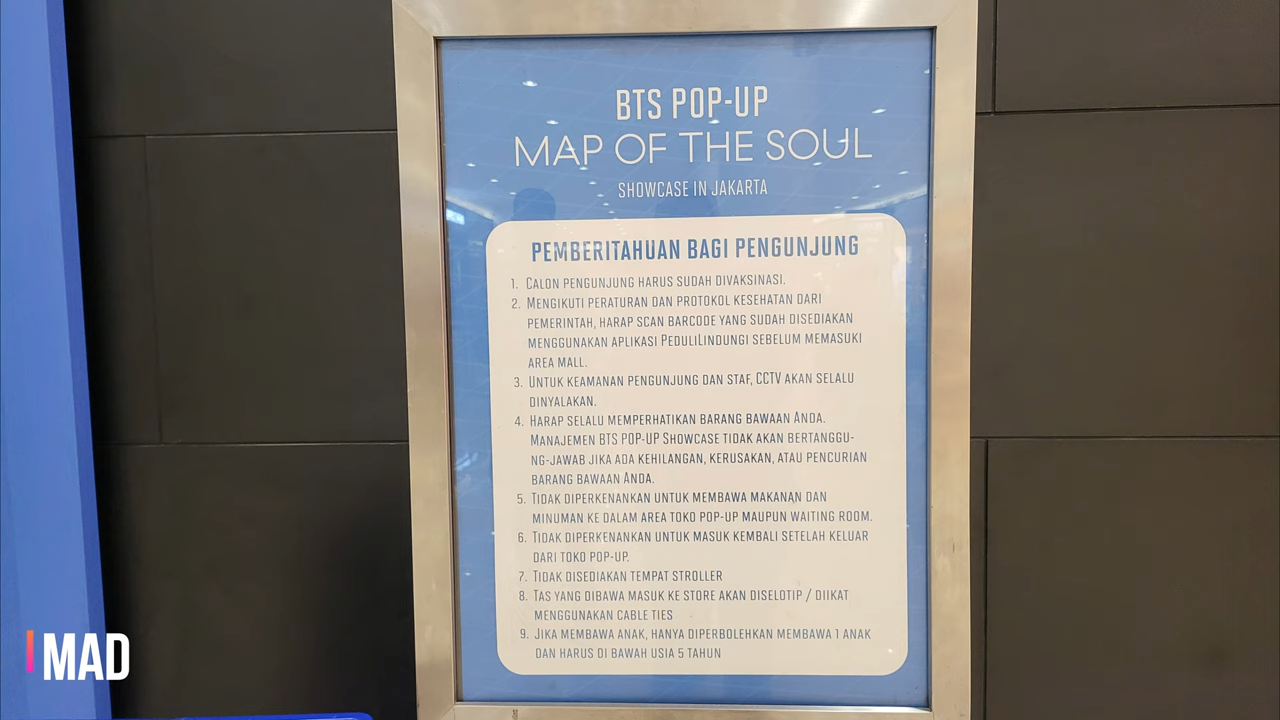 BTS POP-UP
MAP OF THE SOUL
SHOWCASE IN JAKARTA
PEMBERITAHUAN BAGI PENGUNJUNG
1. CALON PENGUNJUNG HARUS SUDAH DIVAKSINASI.
2. MENGIKUTI PERATURAN DAN PROTOKOL KESEHATAN DARI
PEMERINTAH, HARAP SCAN BARCODE YANG SUDAH DISEDIAKAN
MENGGUNAKAN APLIKASI PEDULILINDUNGI SEBELUM MEMASUKI
AREA MALL.
3. UNTUK KEAMANAN PENGUNJUNG DAN STAF, CCTV AKAN SELALU
DINYALAKAN.
4. HARAP SELALU MEMPERHATIKAN BARANG BAWAAN ANDA.
MANAJEMEN BTS POP-UP SHOWCASE TIDAK AKAN BERTANGGU-
NG-JAWAB JIKA ADA KEHILANGAN, KERUSAKAN, ATAU PENCURIAN
BARANG BAWAAN ANDA.
5. TIDAK DIPERKENANKAN UNTUK MEMBAWA MAKANAN DAN
MINUMAN KE DALAM AREA TOKO POP-UP MAUPUN WAITING ROOM.
6. TIDAK DIPERKENANKAN UNTUK MASUK KEMBALI SETELAH KELUAR
DARI TOKO POP-UP.
7. TIDAK DISEDIAKAN TEMPAT STROLLER
8. TAS YANG DIBAWA MASUK KE STORE AKAN DISELOTIP / DIIKAT
MENGGUNAKAN CABLE TIES
9. JIKA MEMBAWA ANAK, HANYA DIPERBOLEHKAN MEMBAWA 1 ANAK
DAN HARUS DI BAWAH USIA 5 TAHUN
MAD